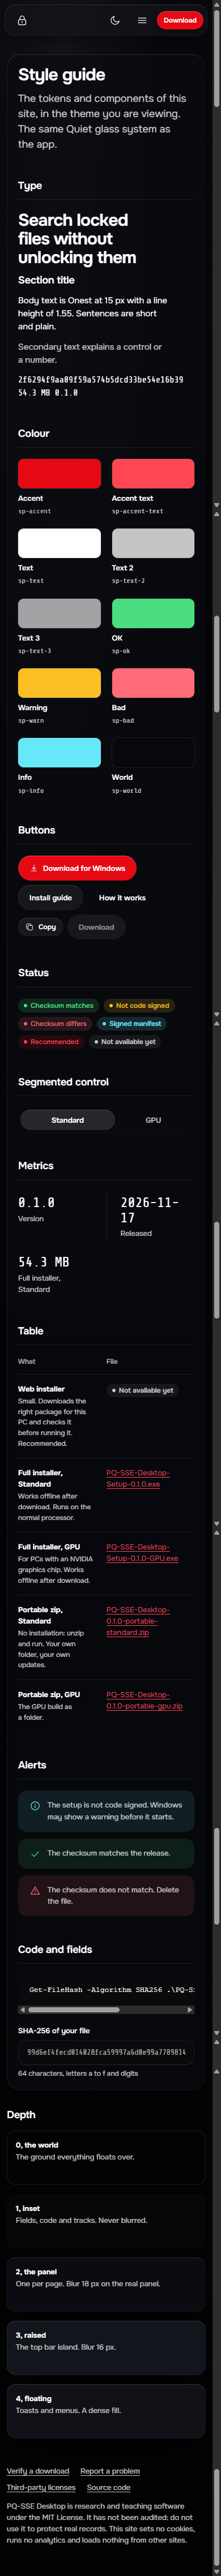 Download
Style guide
The tokens and components of this
site, in the theme you are viewing.
The same Quiet glass system as
the app.
Type
Search locked
files without
unlocking them
Section title
Body text is Onest at 15 px with a line
height of 1.55. Sentences are short
and plain.
Secondary text explains a control or
a number.
2f6294f9aa09f59a574b5dcd33be54e16b39
54.3 MB 0.1.0
Colour
Accent
sp-accent
Accent text
sp-accent-text
Text
sp-text
Text 2
sp-text-2
Text 3
sp-text-3
OK
sp-ok
Warning
sp-warn
Bad
sp-bad
Info
sp-info
World
sp-world
Buttons
Download for Windows
Install guide
How it works
Copy
Download
Status
Checksum matches
Not code signed
Checksum differs
Signed manifest
Recommended
Not available yet
Segmented control
Standard
GPU
Metrics
0.1.0
Version
2026-11-
17
Released
54.3 MB
Full installer,
Standard
Table
What
File
Web installer
Small. Downloads the
right package for this
PC and checks it
before running it.
Recommended.
Not available yet
Full installer,
Standard
Works offline after
download. Runs on the
normal processor.
PQ-SSE-Desktop-
Setup-0.1.0.exe
Full installer, GPU
For PCs with an NVIDIA
graphics chip. Works
offline after download.
PQ-SSE-Desktop-
Setup-0.1.0-GPU.exe
Portable zip,
Standard
No installation: unzip
and run. Your own
folder, your own
updates.
PQ-SSE-Desktop-
0.1.0-portable-
standard.zip
Portable zip, GPU
The GPU build as
a folder.
PQ-SSE-Desktop-
0.1.0-portable-gpu.zip
Alerts
The setup is not code signed. Windows
may show a warning before it starts.
The checksum matches the release.
The checksum does not match. Delete
the file.
Code and fields
Get-FileHash -Algorithm SHA256 .\PQ-S
SHA-256 of your file
99d6ef4fecd014028fca59997a6d0e99a7789814
64 characters, letters a to f and digits
Depth
0, the world
The ground everything floats over.
1, inset
Fields, code and tracks. Never blurred.
2, the panel
One per page. Blur 18 px on the real panel.
3, raised
The top bar island. Blur 16 px.
4, floating
Toasts and menus. A dense fill.
Verify a download
Report a problem
Third-party licenses
Source code
PQ-SSE Desktop is research and teaching software
under the MIT License. It has not been audited: do not
use it to protect real records. This site sets no cookies,
runs no analytics and loads nothing from other sites.